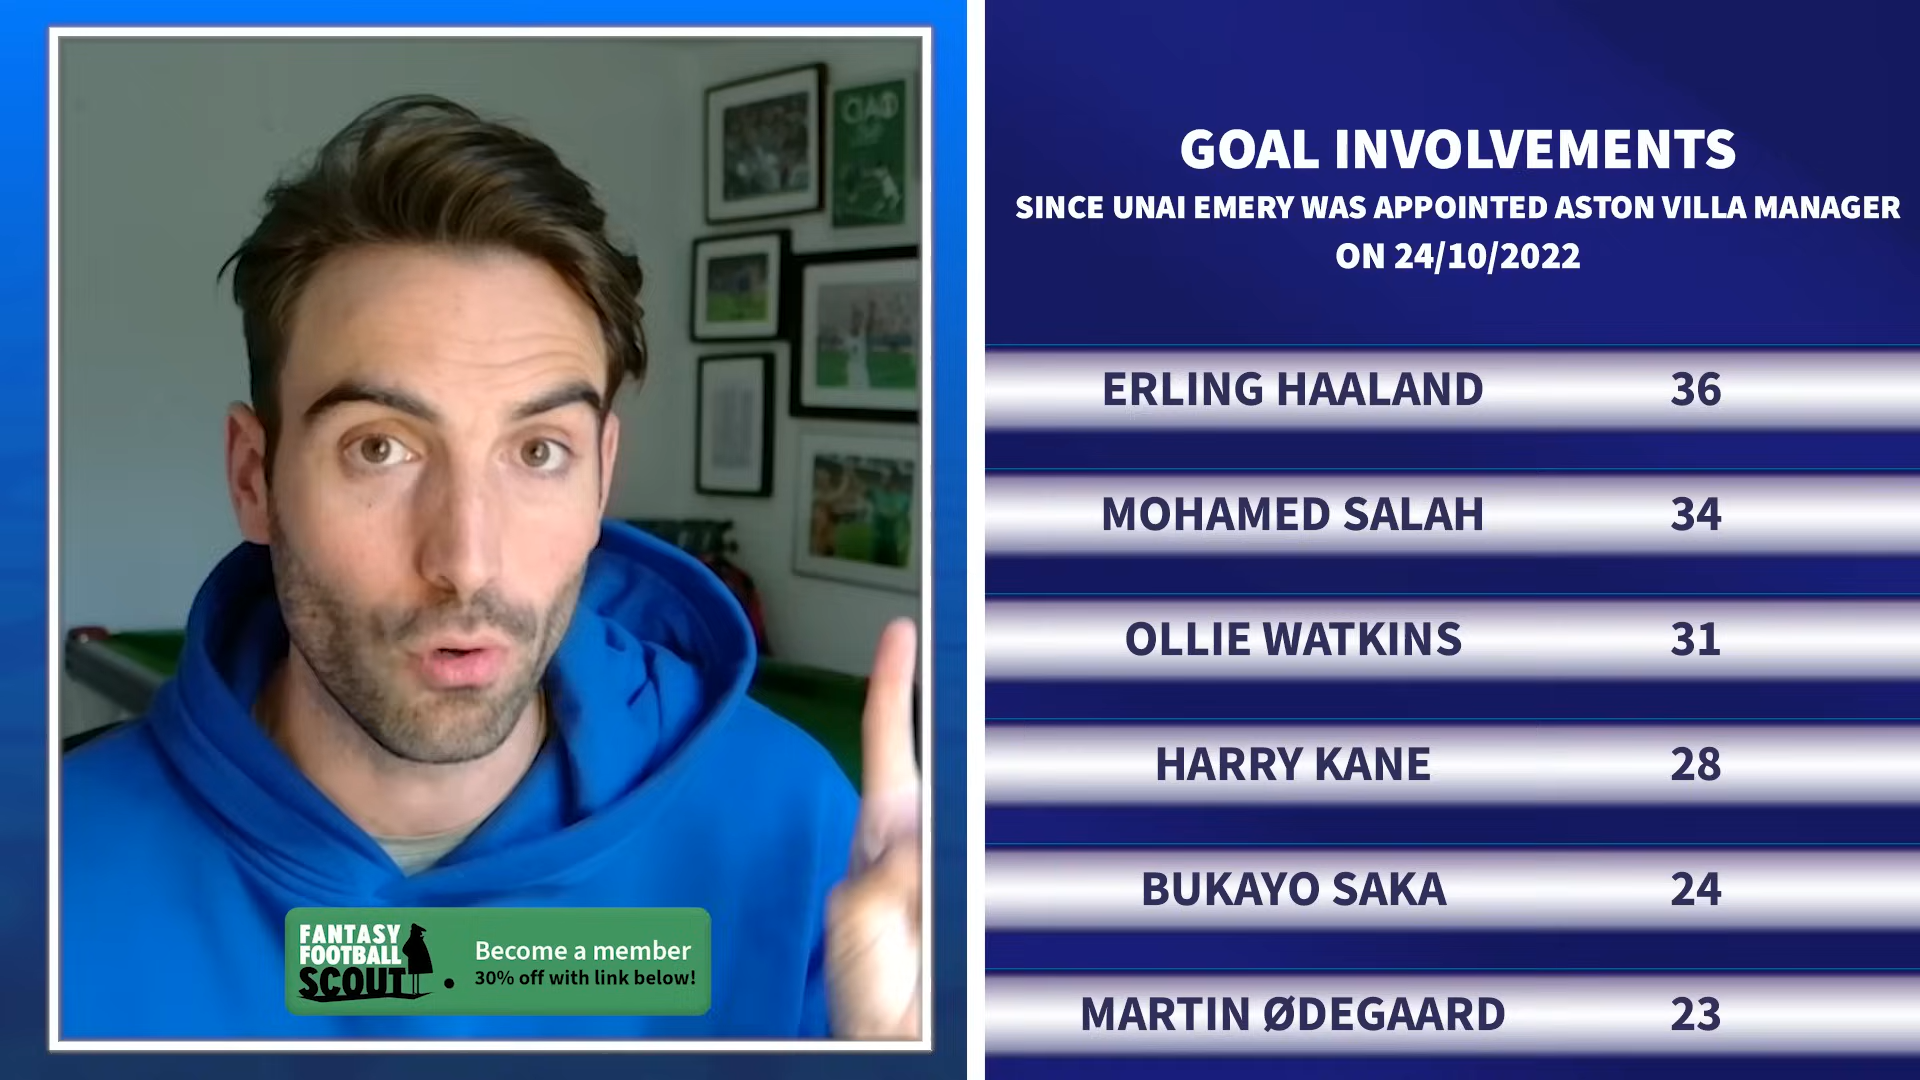 CIAO
FANTASY
FOOTBALL
SCOUT
Become a member
30% off with link below!
GOAL INVOLVEMENTS
SINCE UNAI EMERY WAS APPOINTED ASTON VILLA MANAGER
ON 24/10/2022
ERLING HAALAND 36
MOHAMED SALAH 34
OLLIE WATKINS 31
HARRY KANE 28
BUKAYO SAKA 24
MARTIN ØDEGAARD 23